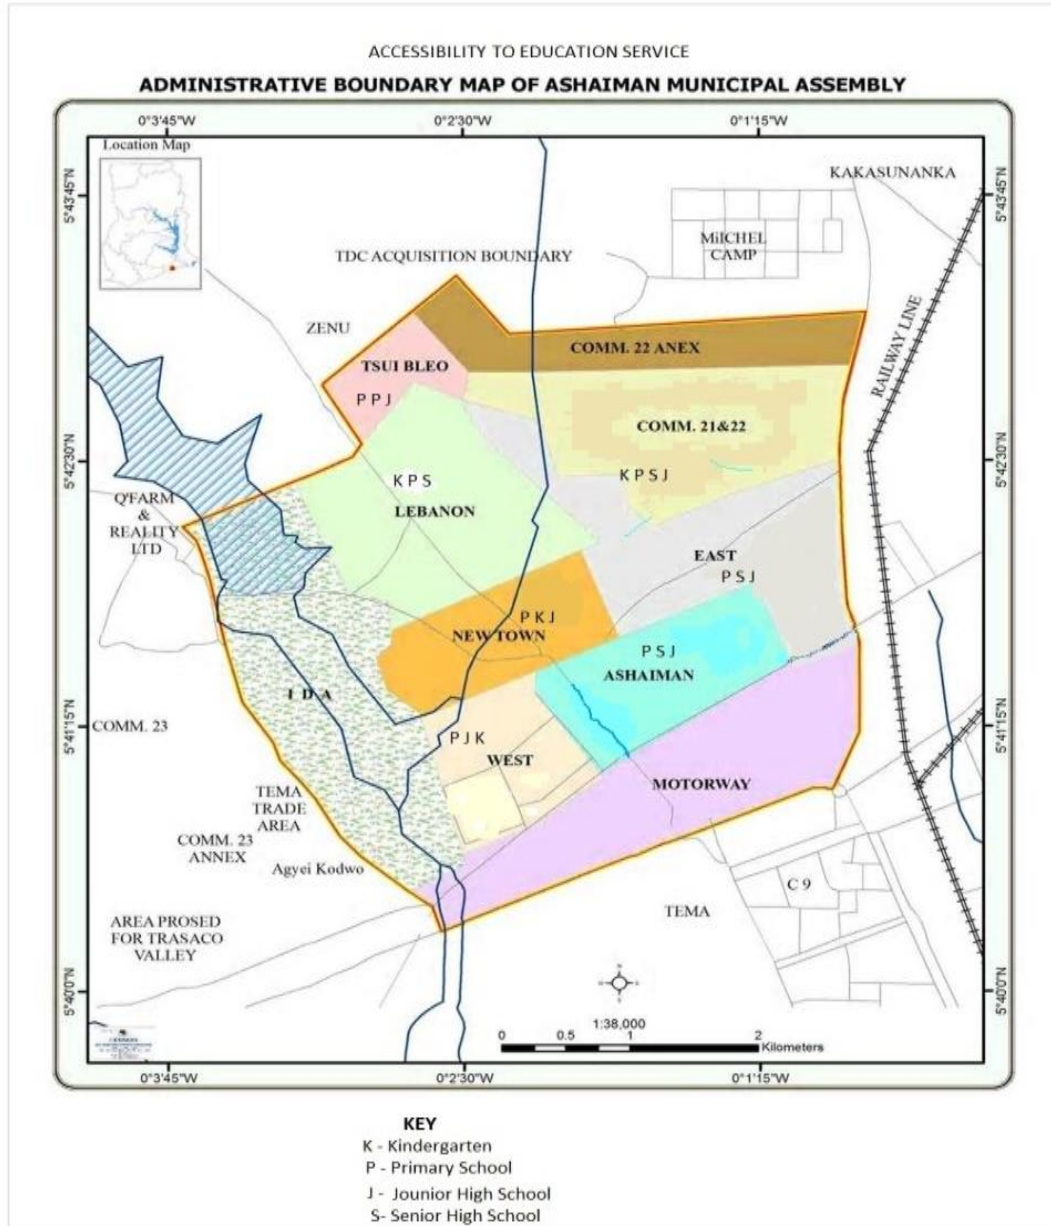 ACCESSIBILITY TO EDUCATION SERVICE
ADMINISTRATIVE BOUNDARY MAP OF ASHAIMAN MUNICIPAL ASSEMBLY
0°3'45"W
0°2'30"W
0°1'15"W
Location Map
5°43'45"N
5°43'45"N
KAKASUNANKA
MiICHEL
CAMP
TDC ACQUISITION BOUNDARY
ZENU
RAILWAY LINE
COMM. 22 ANEX
TSUI BLEO
P P J
COMM. 21&22
5°42'30"N
5°42'30"N
K P S
K P S J
LEBANON
Q'FARM
&
REALITY
LTD
EAST
P S J
P K J
NEW TOWN
P S J
ASHAIMAN
I D A
5°41'15"N
5°41'15"N
COMM. 23
P J K
WEST
MOTORWAY
TEMA
TRADE
AREA
COMM. 23
ANNEX
Agyei Kodwo
C 9
TEMA
AREA PROSED
FOR TRASACO
VALLEY
5°40'0"N
5°40'0"N
N
1:38,000
0
0.5
1
2
Kilometers
0°3'45"W
0°2'30"W
0°1'15"W
KEY
K - Kindergarten
P - Primary School
J - Jounior High School
S- Senior High School